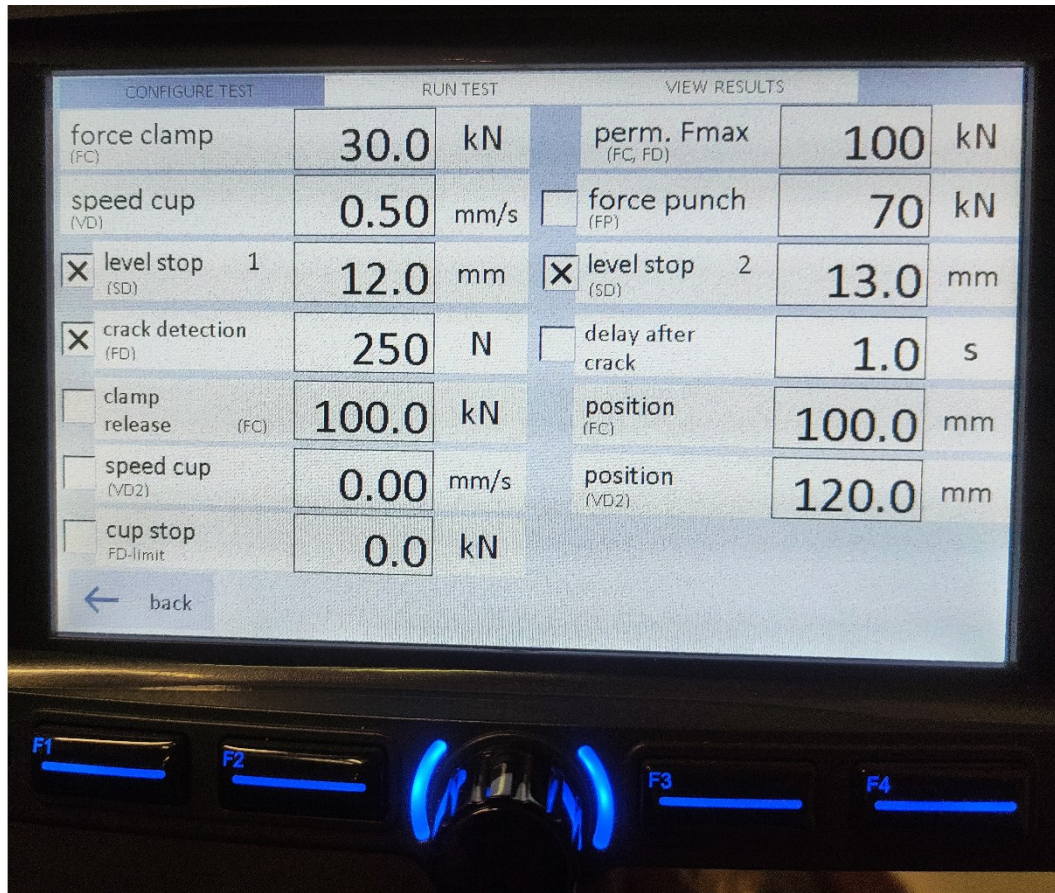 CONFIGURE TEST RUN TEST VIEW RESULTS
force clamp 30.0 kN perm. Fmax 100 kN
(FC) (FC, FD)
speed cup 0.50 mm/s force punch 70 kN
(VD) (FP)
level stop 1 12.0 mm level stop 2 13.0 mm
(SD) (SD)
crack detection 250 N delay after 1.0 s
(FD) crack
clamp 100.0 kN position 100.0 mm
release (FC) (FC)
speed cup 0.00 mm/s position 120.0 mm
(VD2) (VD2)
cup stop 0.0 kN
FD-limit
← back
F1 F2 F3 F4